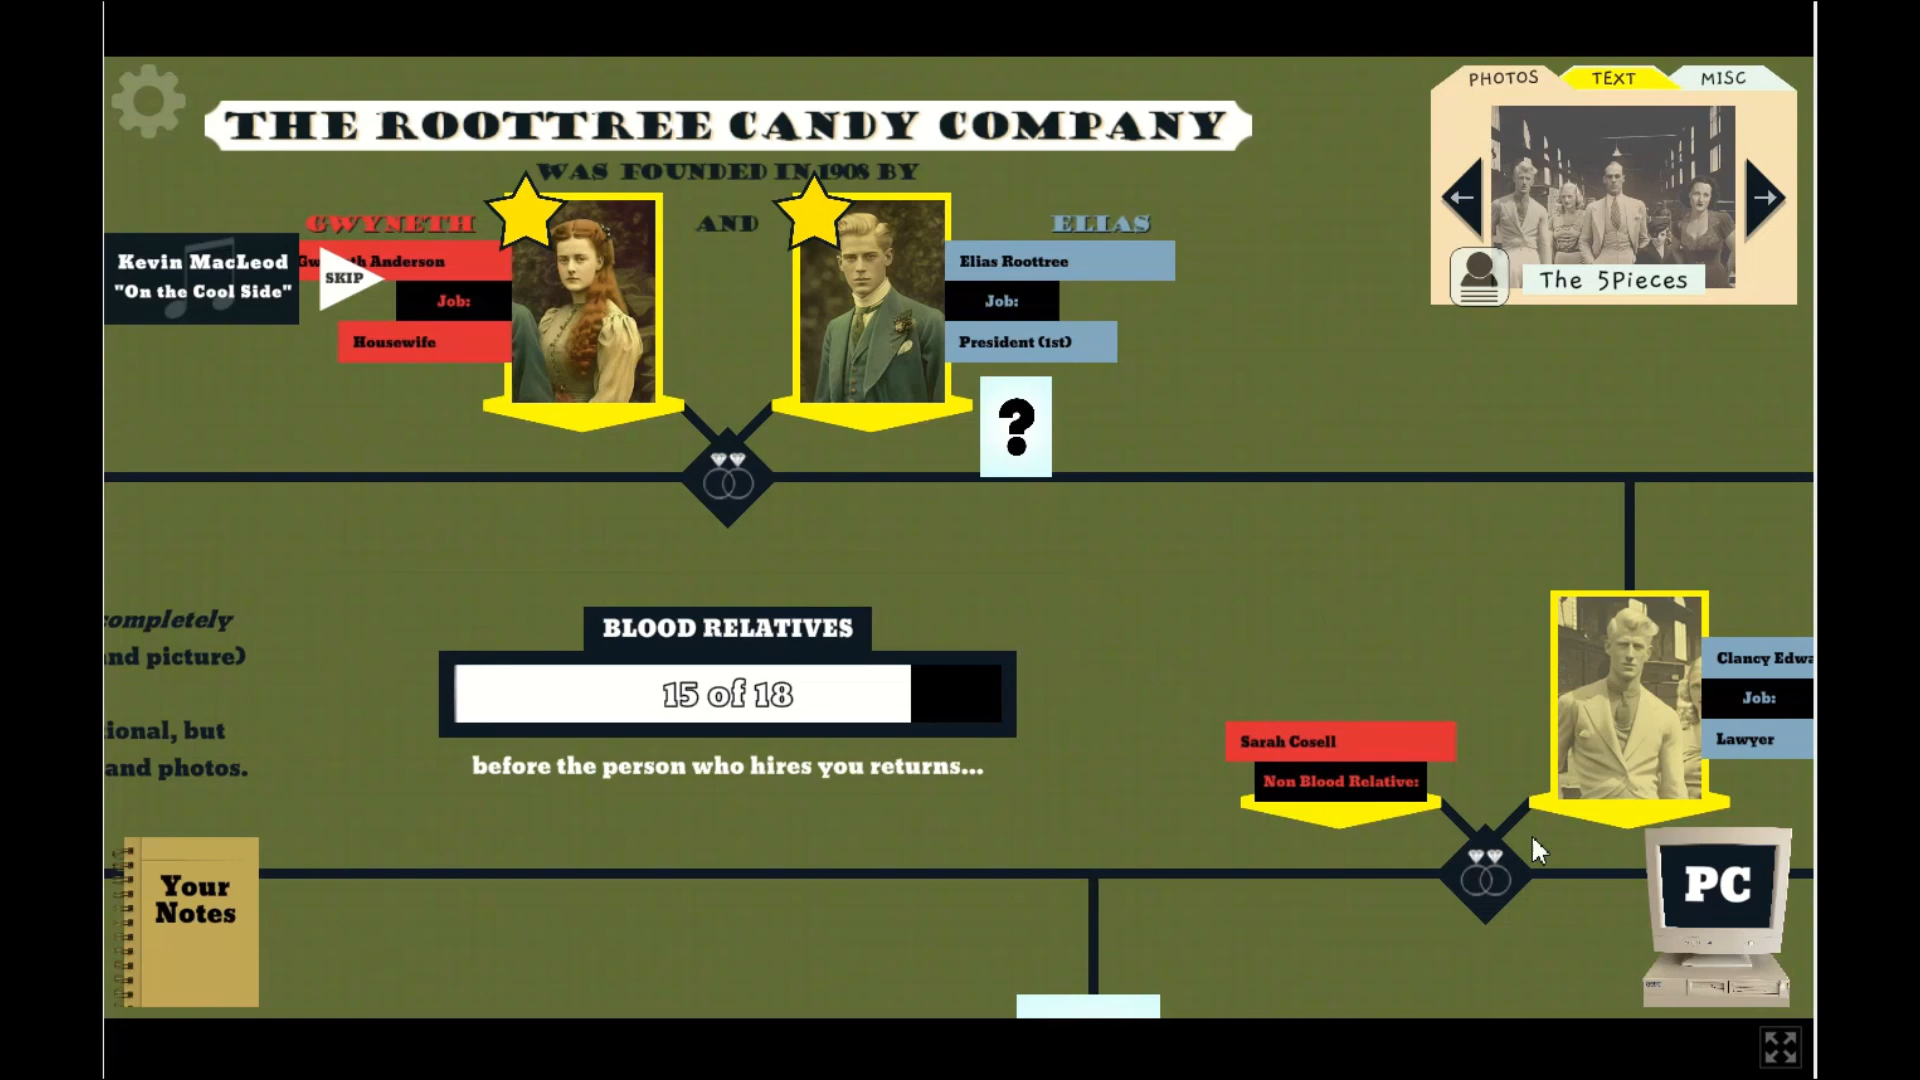 THE ROOTTREE CANDY COMPANY
WAS FOUNDED IN 1908 BY
GWYNETH
AND
ELIAS
PHOTOS
TEXT
MISC
The 5Pieces
Kevin MacLeod
"On the Cool Side"
SKIP
Anderson
Job:
Housewife
Elias Roottree
Job:
President (1st)
?
completely
and picture)
ional, but
and photos.
BLOOD RELATIVES
15 of 18
before the person who hires you returns...
Sarah Cosell
Non Blood Relative:
Clancy Edwa
Job:
Lawyer
Your
Notes
PC